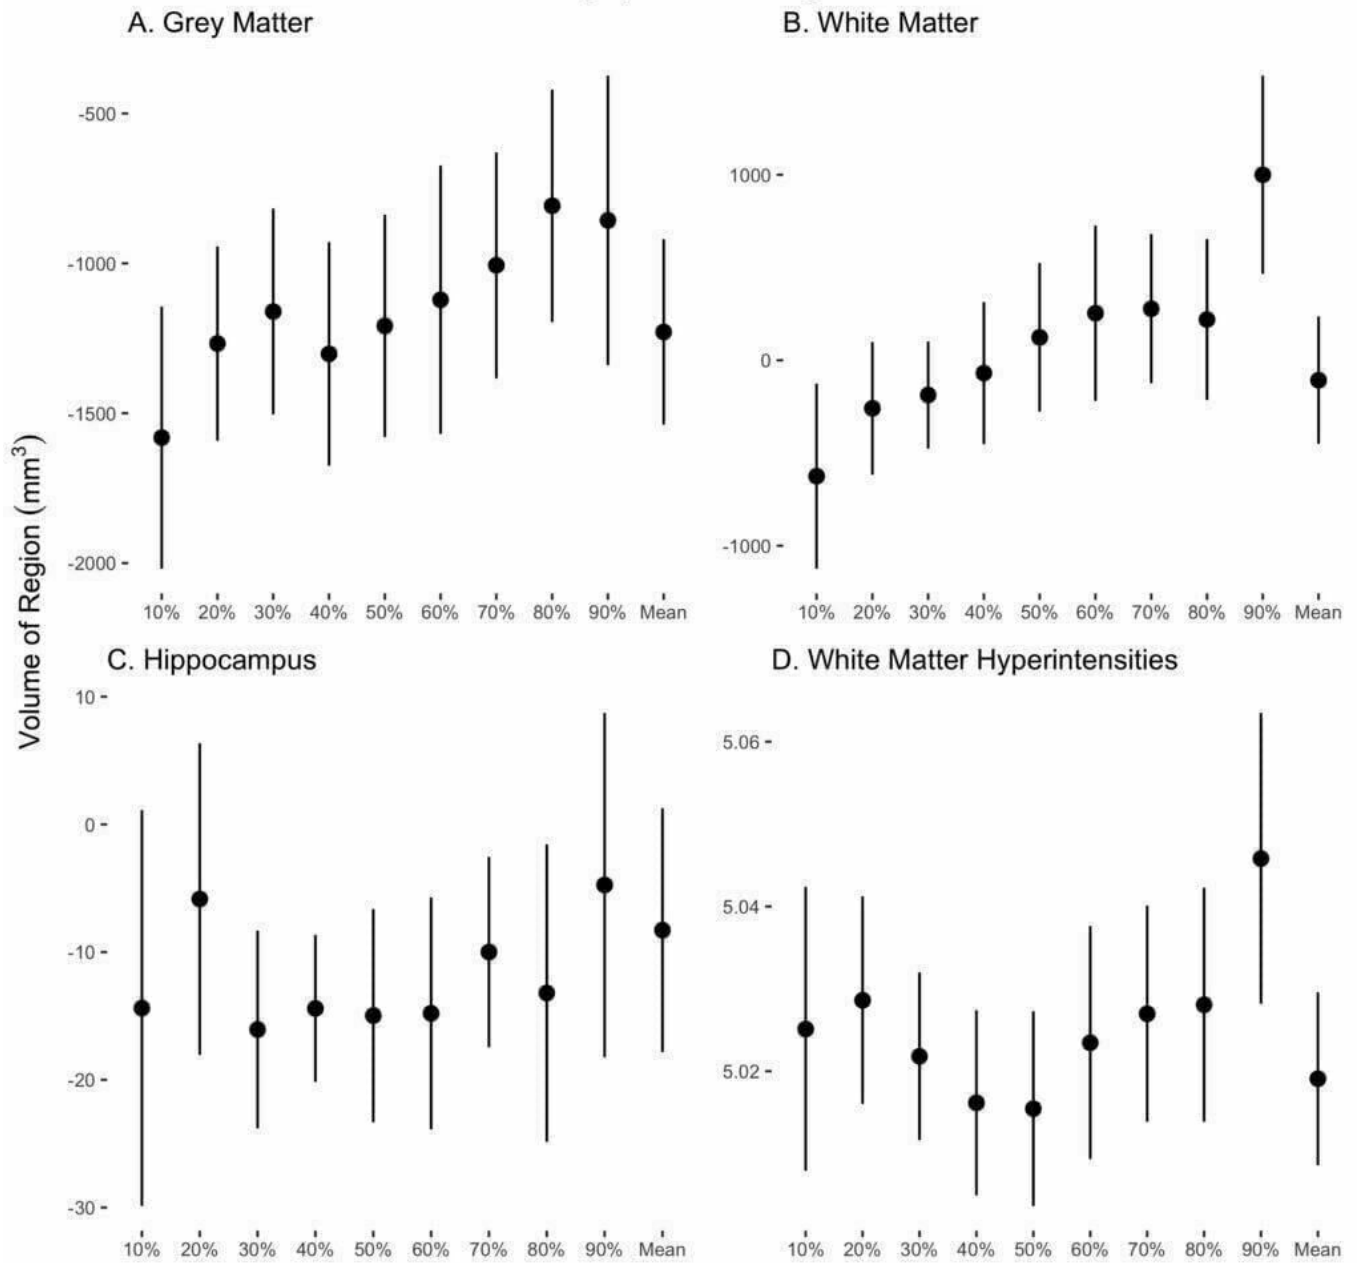 A. Grey Matter
-500
-1000
-1500
-2000
10% 20% 30% 40% 50% 60% 70% 80% 90% Mean
B. White Matter
1000
0
-1000
10% 20% 30% 40% 50% 60% 70% 80% 90% Mean
Volume of Region (mm³)
C. Hippocampus
10
0
-10
-20
-30
10% 20% 30% 40% 50% 60% 70% 80% 90% Mean
D. White Matter Hyperintensities
5.06
5.04
5.02
10% 20% 30% 40% 50% 60% 70% 80% 90% Mean